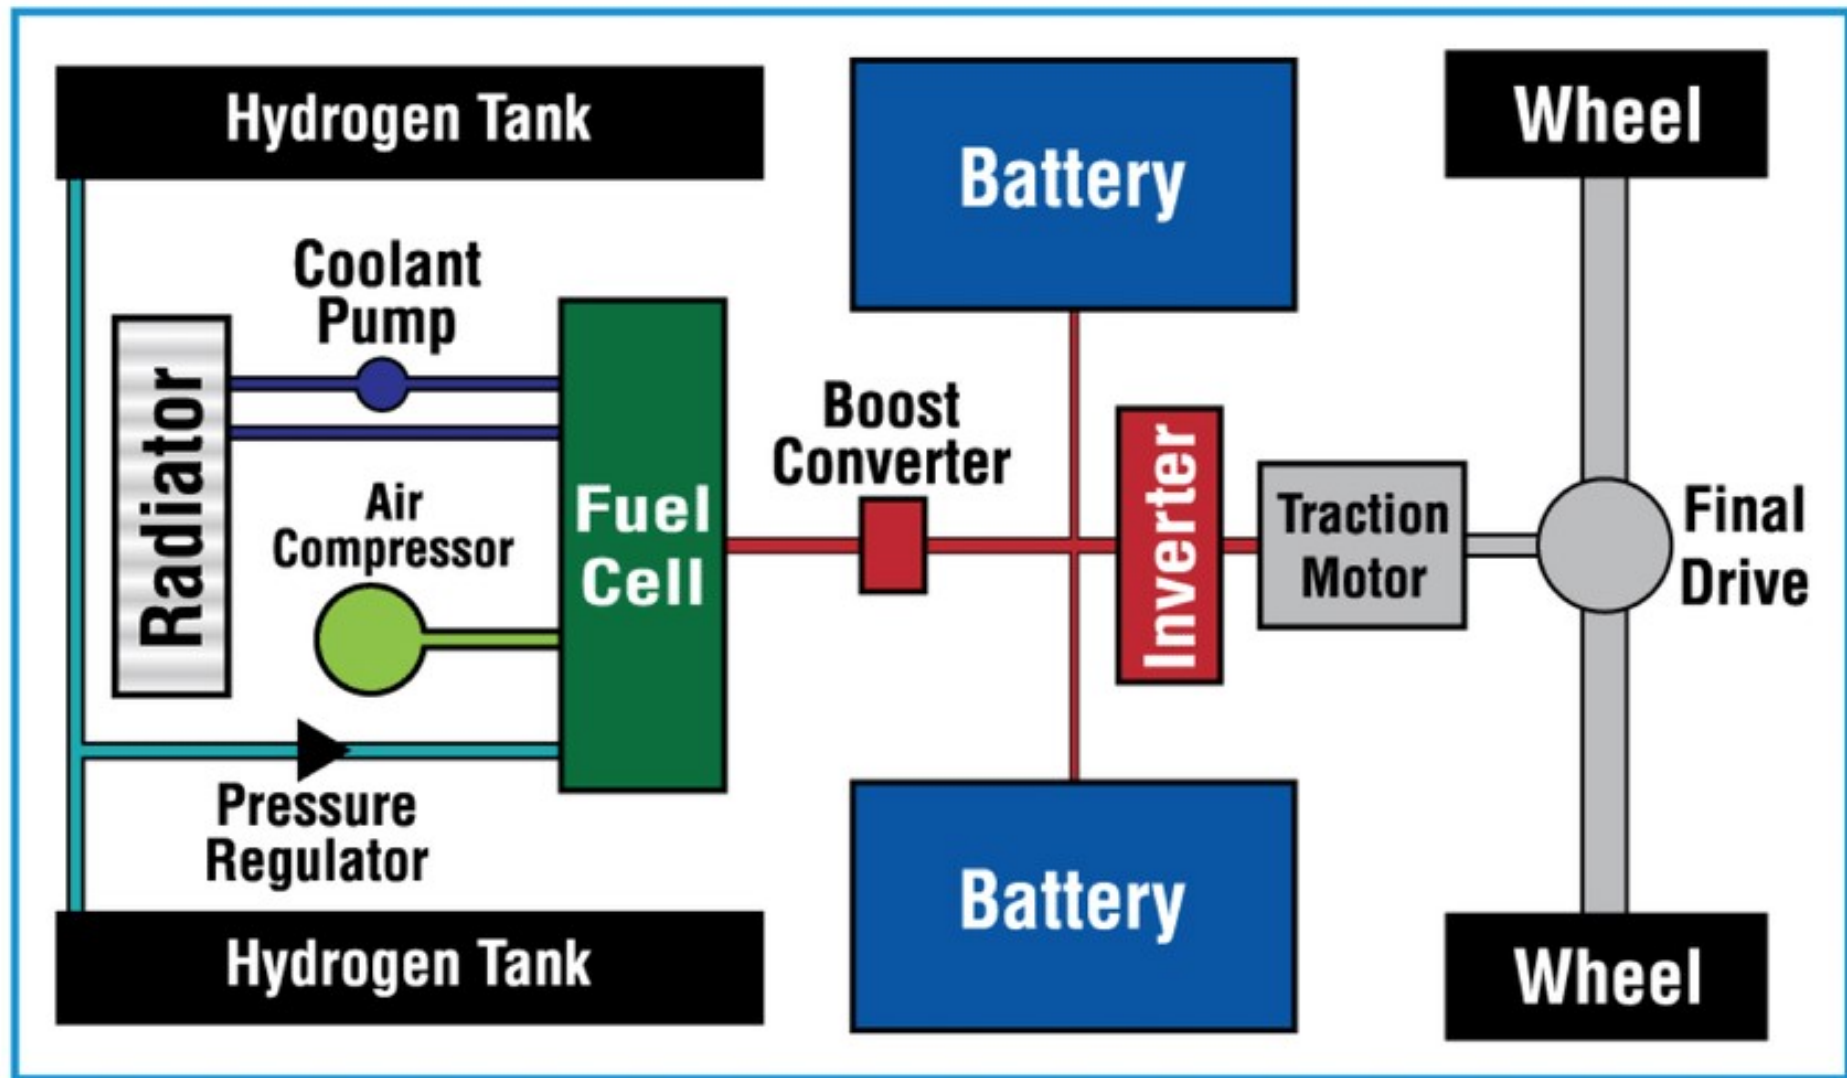 Hydrogen Tank
Coolant
Pump
Radiator
Air
Compressor
Fuel
Cell
Pressure
Regulator
Hydrogen Tank
Battery
Boost
Converter
Inverter
Battery
Traction
Motor
Wheel
Final
Drive
Wheel